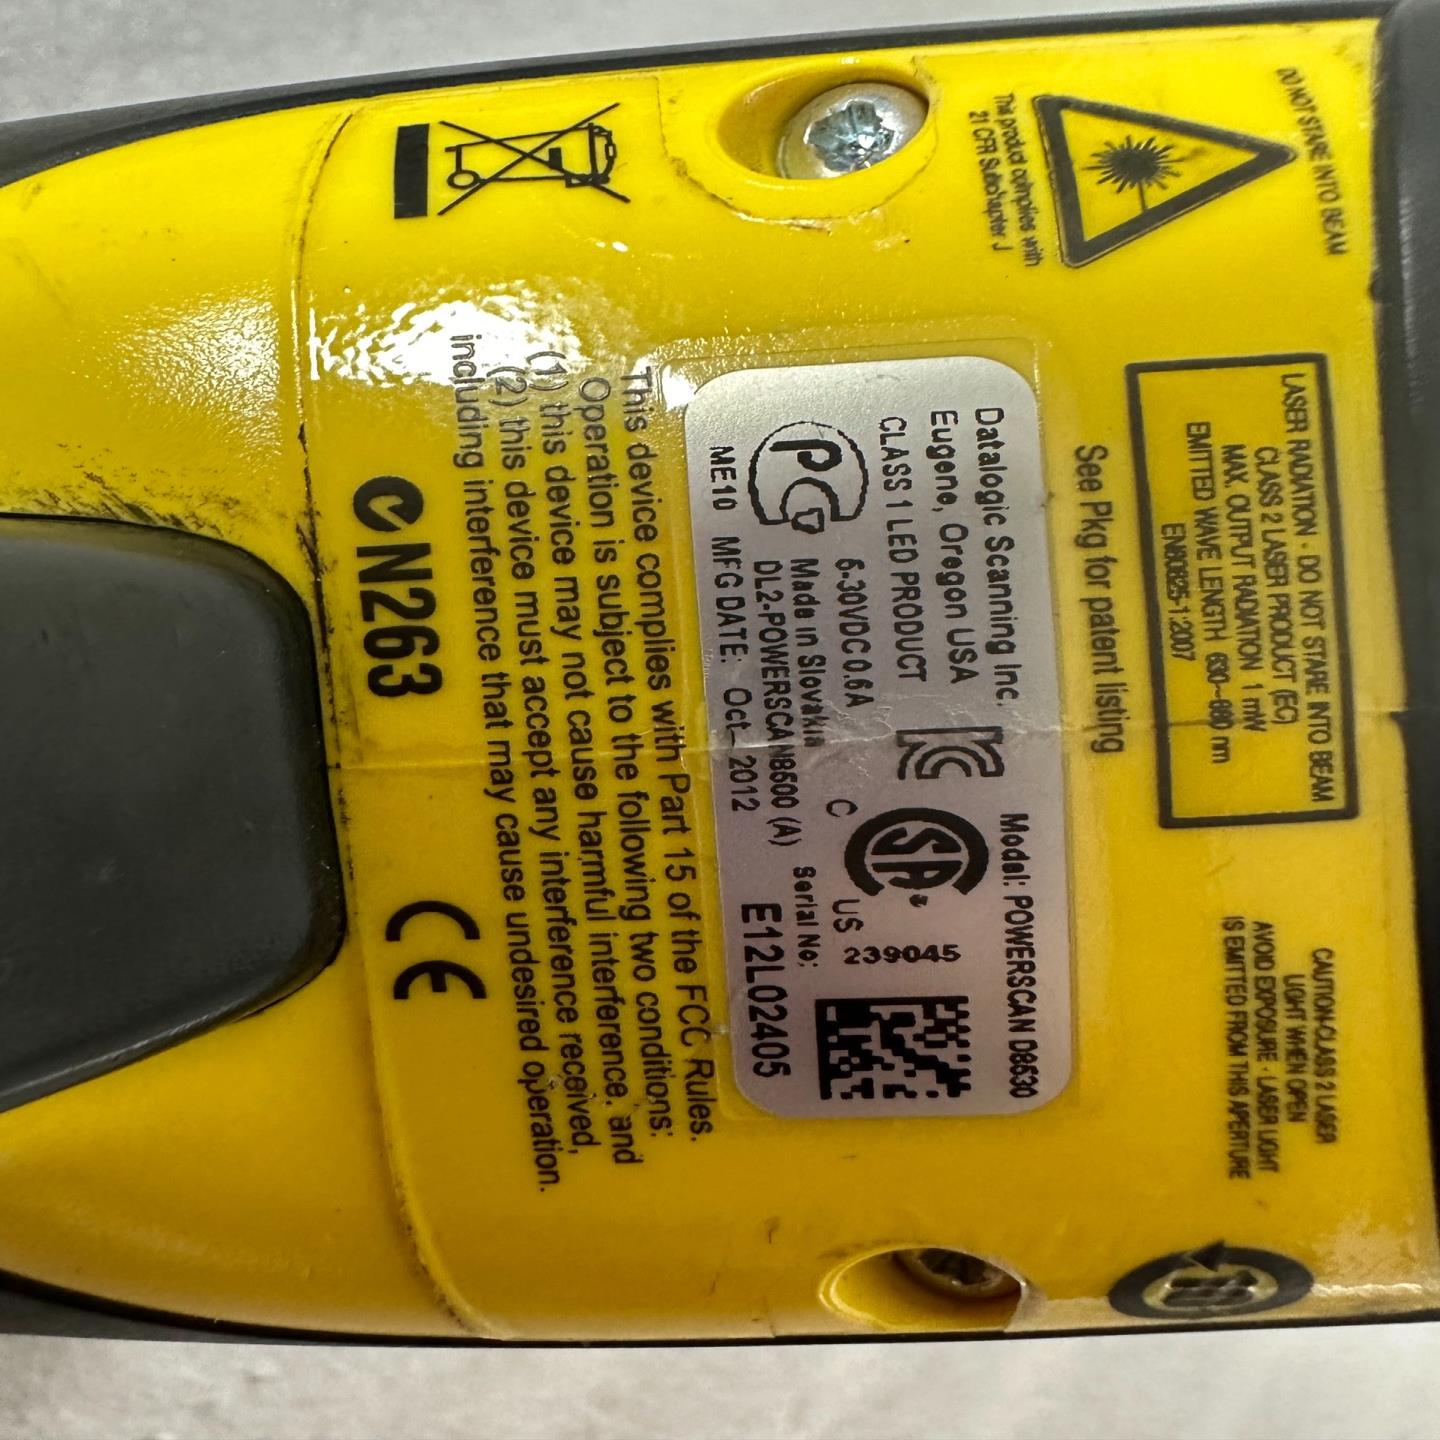 DO NOT STARE INTO BEAM
This product complies with
21 CFR Subchapter J
LASER RADIATION - DO NOT STARE INTO BEAM
CLASS 2 LASER PRODUCT (EC)
MAX. OUTPUT RADIATION 1 mW
EMITTED WAVE LENGTH 630~680 nm
EN60825-1:2007
CAUTION-CLASS 2 LASER
LIGHT WHEN OPEN
AVOID EXPOSURE - LASER LIGHT
IS EMITTED FROM THIS APERTURE
See Pkg for patent listing
Datalogic Scanning Inc. Model: POWERSCAN D8530
Eugene, Oregon USA
CLASS 1 LED PRODUCT
5-30VDC 0.6A C US 239045
Made in Slovakia Serial No:
DL2-POWERSCAN8500 (A) E12L02405
ME10 MFG DATE: Oct-2012
This device complies with Part 15 of the FCC Rules.
Operation is subject to the following two conditions:
(1) this device may not cause harmful interference, and
(2) this device must accept any interference received,
including interference that may cause undesired operation.
N263 CE